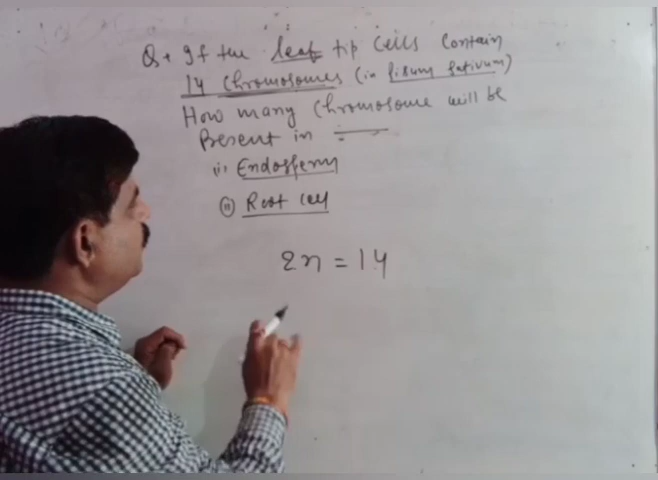 Q→ If the leaf tip cells contain
14 chromosomes (in Pisum sativum)
How many chromosome will be
Present in
(i) Endosperm
(ii) Root cell
2n = 14